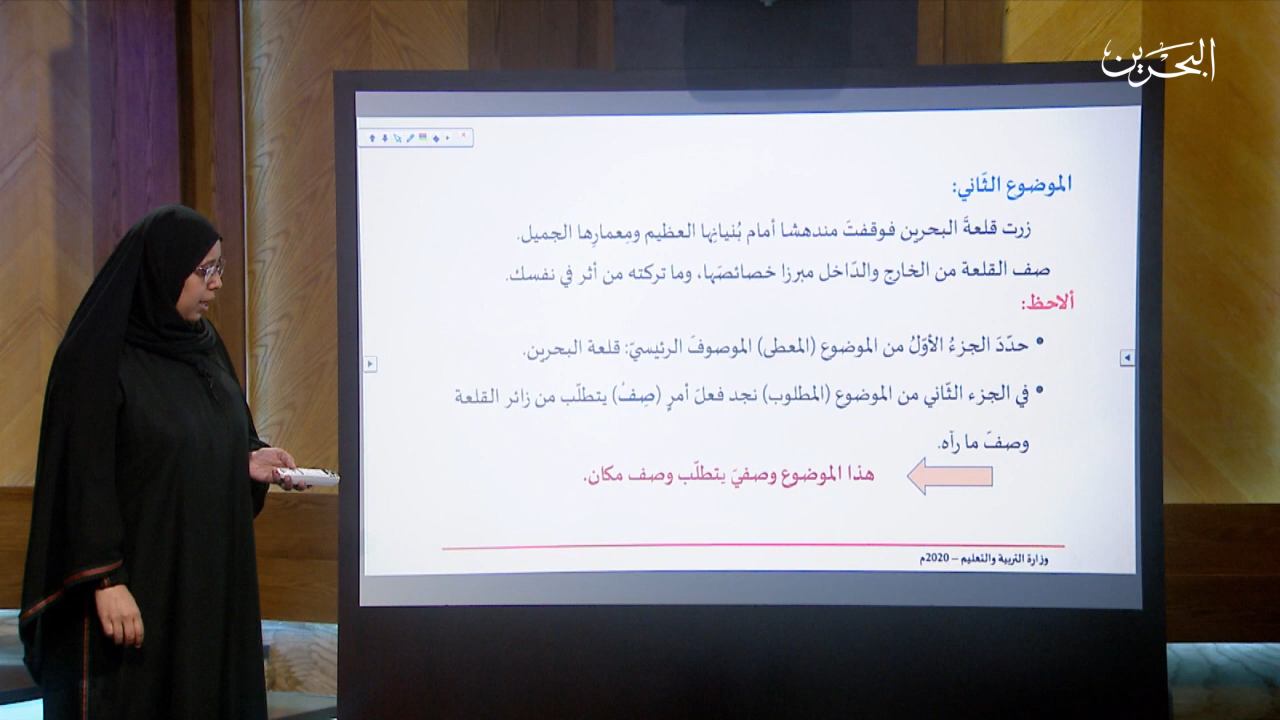 البحرين
الموضوع الثّاني:
زرت قلعةَ البحرين فوقفتَ مندهشا أمام بُنيانِها العظيم ومِعمارِها الجميل.
صف القلعة من الخارج والدّاخل مبرزا خصائصَها، وما تركته من أثر في نفسك.
ألاحظ:
• حدّدَ الجزءُ الأوّلُ من الموضوع (المعطى) الموصوفَ الرئيسيّ: قلعة البحرين.
• في الجزء الثّاني من الموضوع (المطلوب) نجد فعلَ أمرٍ (صِفْ) يتطلّب من زائر القلعة
وصفَ ما رآه.
هذا الموضوع وصفيّ يتطلّب وصف مكان.
وزارة التربية والتعليم – 2020م